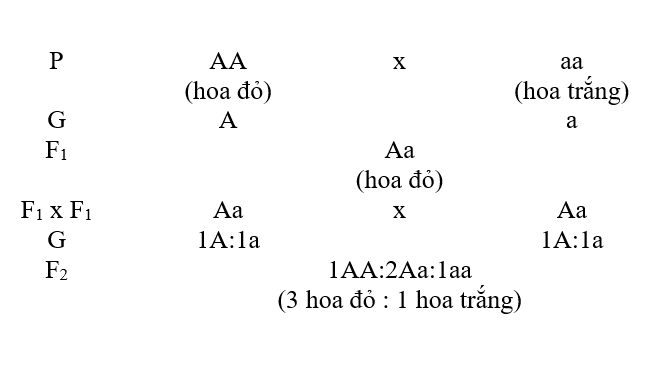 P AA x aa
(hoa đỏ) (hoa trắng)
G A a
F₁ Aa
(hoa đỏ)
F₁ x F₁ Aa x Aa
G 1A:1a 1A:1a
F₂ 1AA:2Aa:1aa
(3 hoa đỏ : 1 hoa trắng)